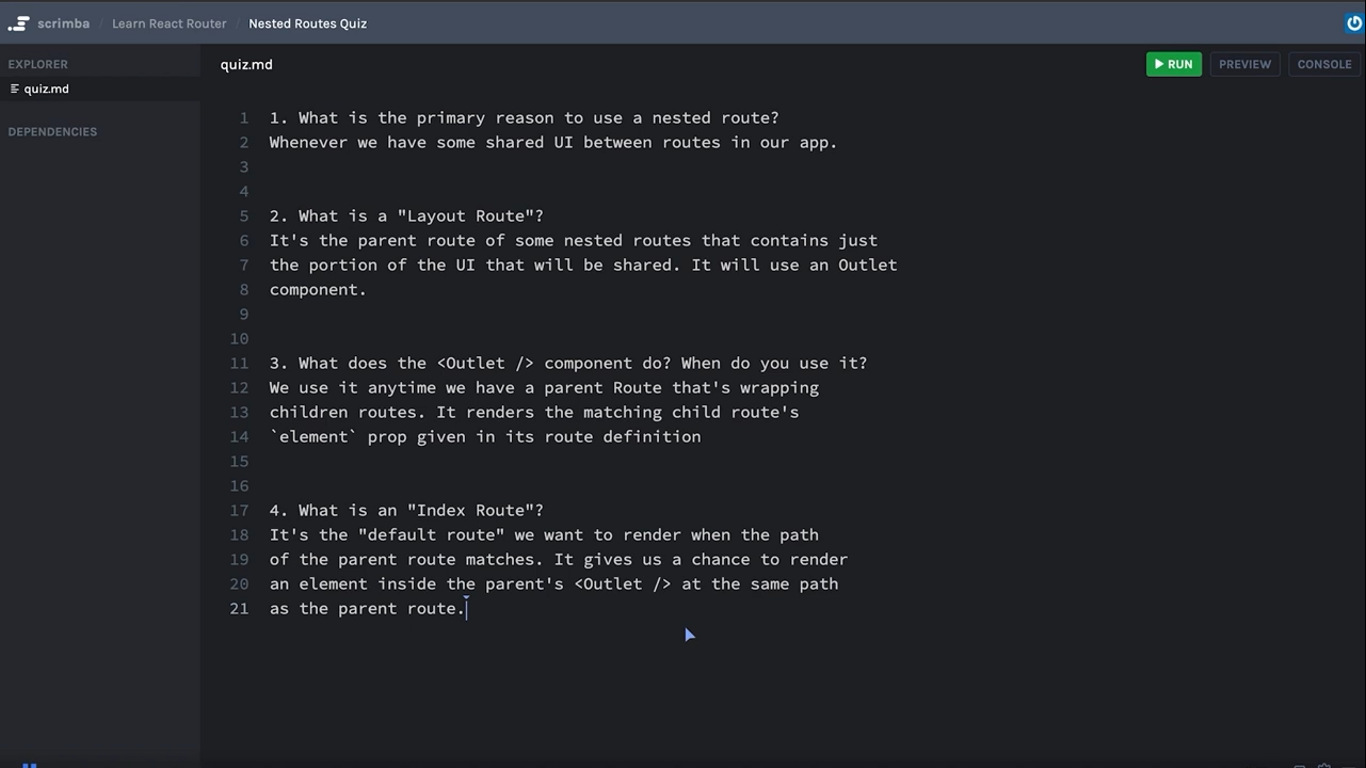 scrimba / Learn React Router / Nested Routes Quiz
EXPLORER
quiz.md
DEPENDENCIES
quiz.md
RUN PREVIEW CONSOLE
1 1. What is the primary reason to use a nested route?
2 Whenever we have some shared UI between routes in our app.
3
4
5 2. What is a "Layout Route"?
6 It's the parent route of some nested routes that contains just
7 the portion of the UI that will be shared. It will use an Outlet
8 component.
9
10
11 3. What does the <Outlet /> component do? When do you use it?
12 We use it anytime we have a parent Route that's wrapping
13 children routes. It renders the matching child route's
14 `element` prop given in its route definition
15
16
17 4. What is an "Index Route"?
18 It's the "default route" we want to render when the path
19 of the parent route matches. It gives us a chance to render
20 an element inside the parent's <Outlet /> at the same path
21 as the parent route.